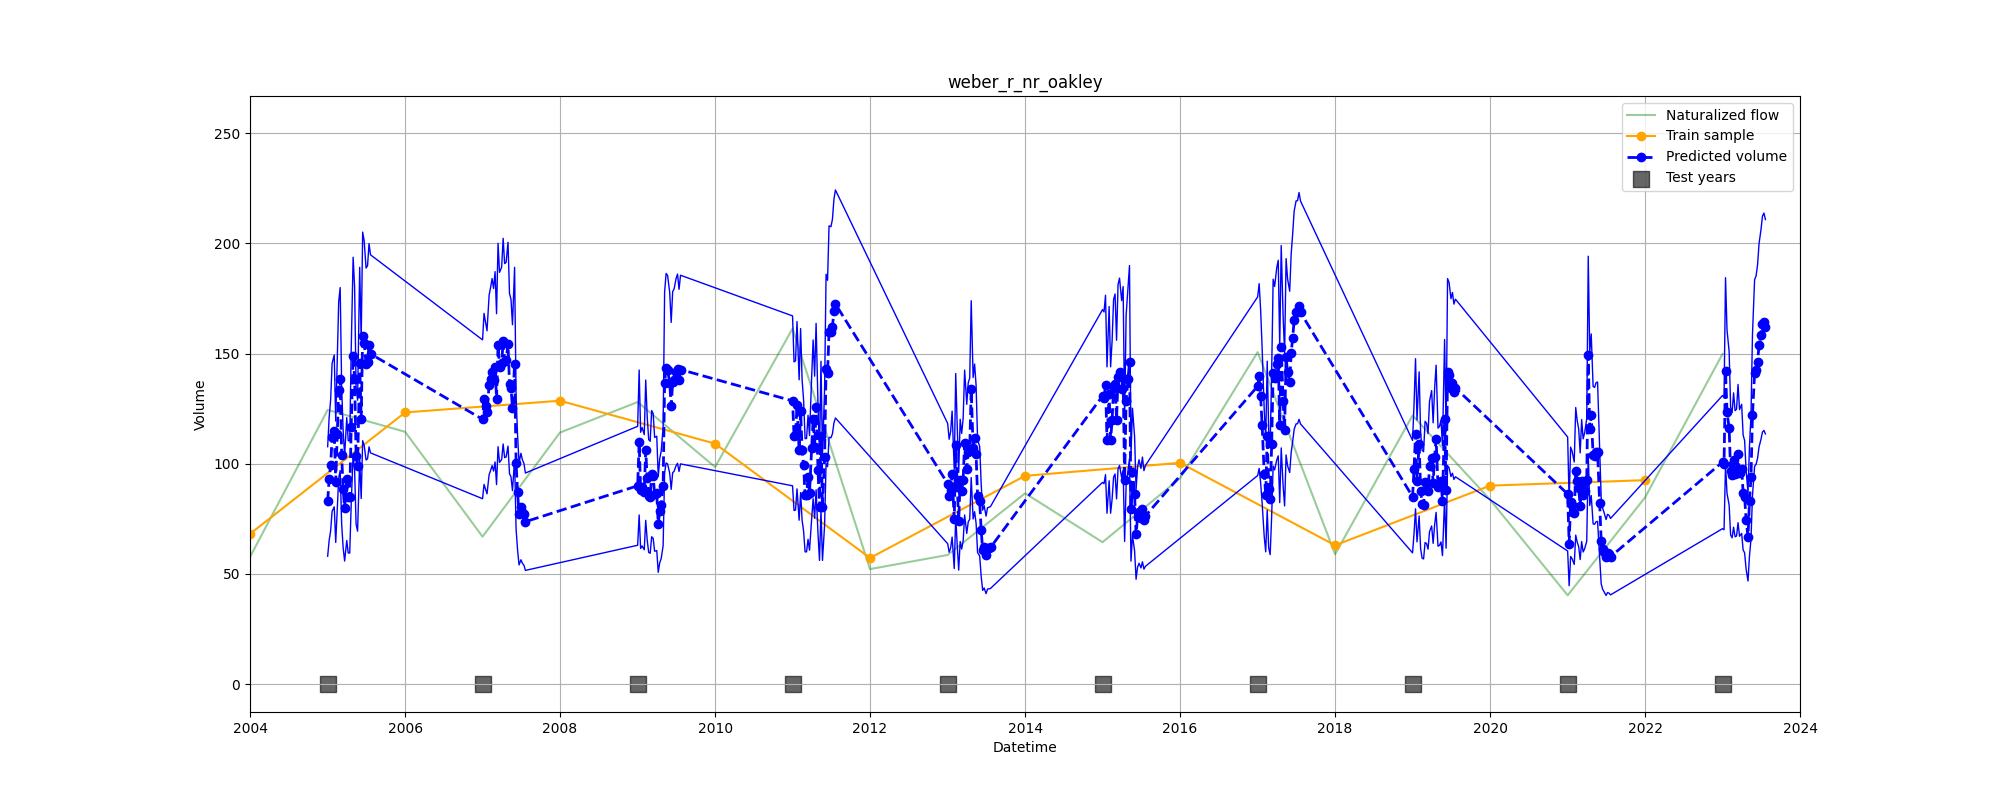 weber_r_nr_oakley
Naturalized flow
Train sample
Predicted volume
Test years
250
200
150
100
50
0
Volume
2004 2006 2008 2010 2012 2014 2016 2018 2020 2022 2024
Datetime